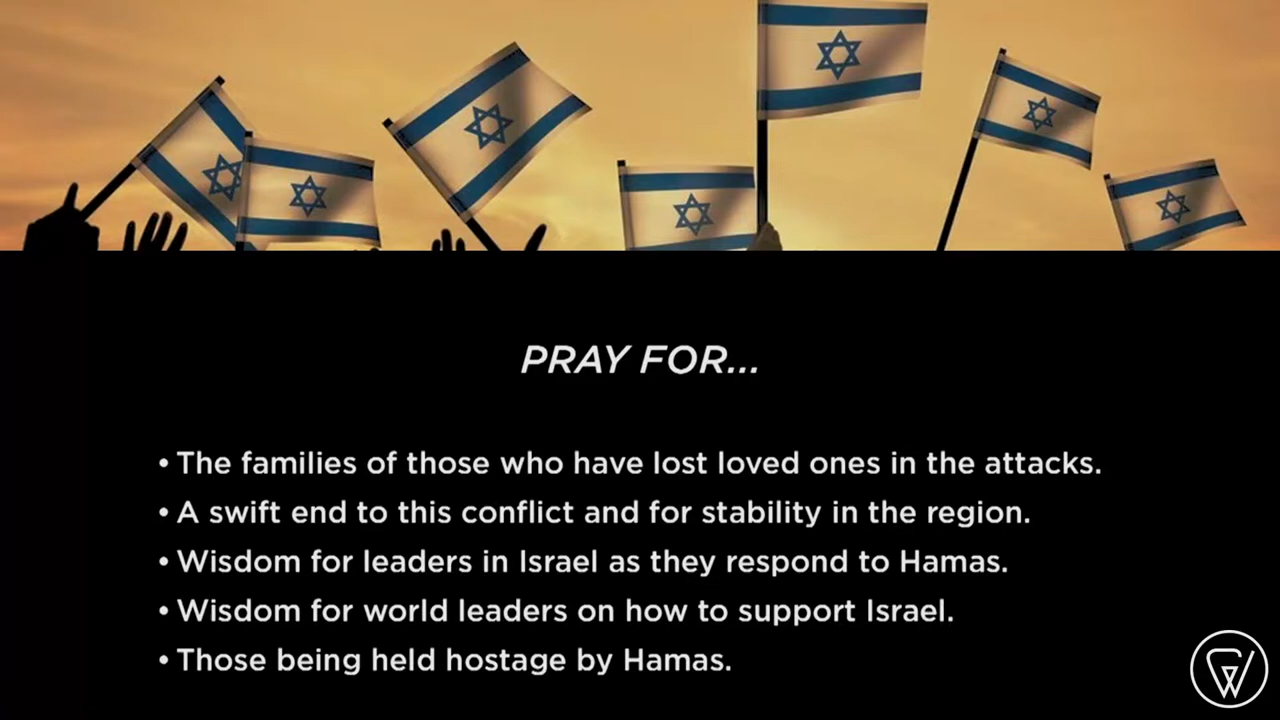 PRAY FOR...
• The families of those who have lost loved ones in the attacks.
• A swift end to this conflict and for stability in the region.
• Wisdom for leaders in Israel as they respond to Hamas.
• Wisdom for world leaders on how to support Israel.
• Those being held hostage by Hamas.